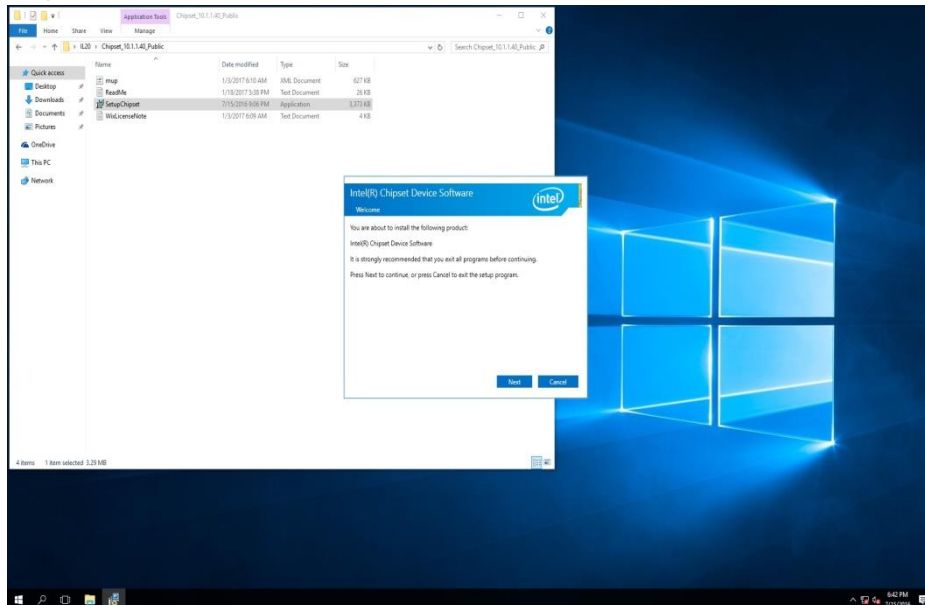 Application Tools
Chipset_10.1.1.40_Public
File
Home
Share
View
Manage
IL20
Chipset_10.1.1.40_Public
Search Chipset_10.1.1.40_Public
Name
Date modified
Type
Size
Quick access
Desktop
Downloads
Documents
Pictures
OneDrive
This PC
Network
mup
1/3/2017 6:10 AM
XML Document
627 KB
ReadMe
1/18/2017 5:38 PM
Text Document
26 KB
SetupChipset
7/15/2016 9:06 PM
Application
3,373 KB
WixLicenseNote
1/3/2017 6:09 AM
Text Document
4 KB
Intel(R) Chipset Device Software
Welcome
intel
You are about to install the following product:
Intel(R) Chipset Device Software
It is strongly recommended that you exit all programs before continuing.
Press Next to continue, or press Cancel to exit the setup program.
Next
Cancel
4 items
1 item selected 3.29 MB
6:42 PM
7/25/2016